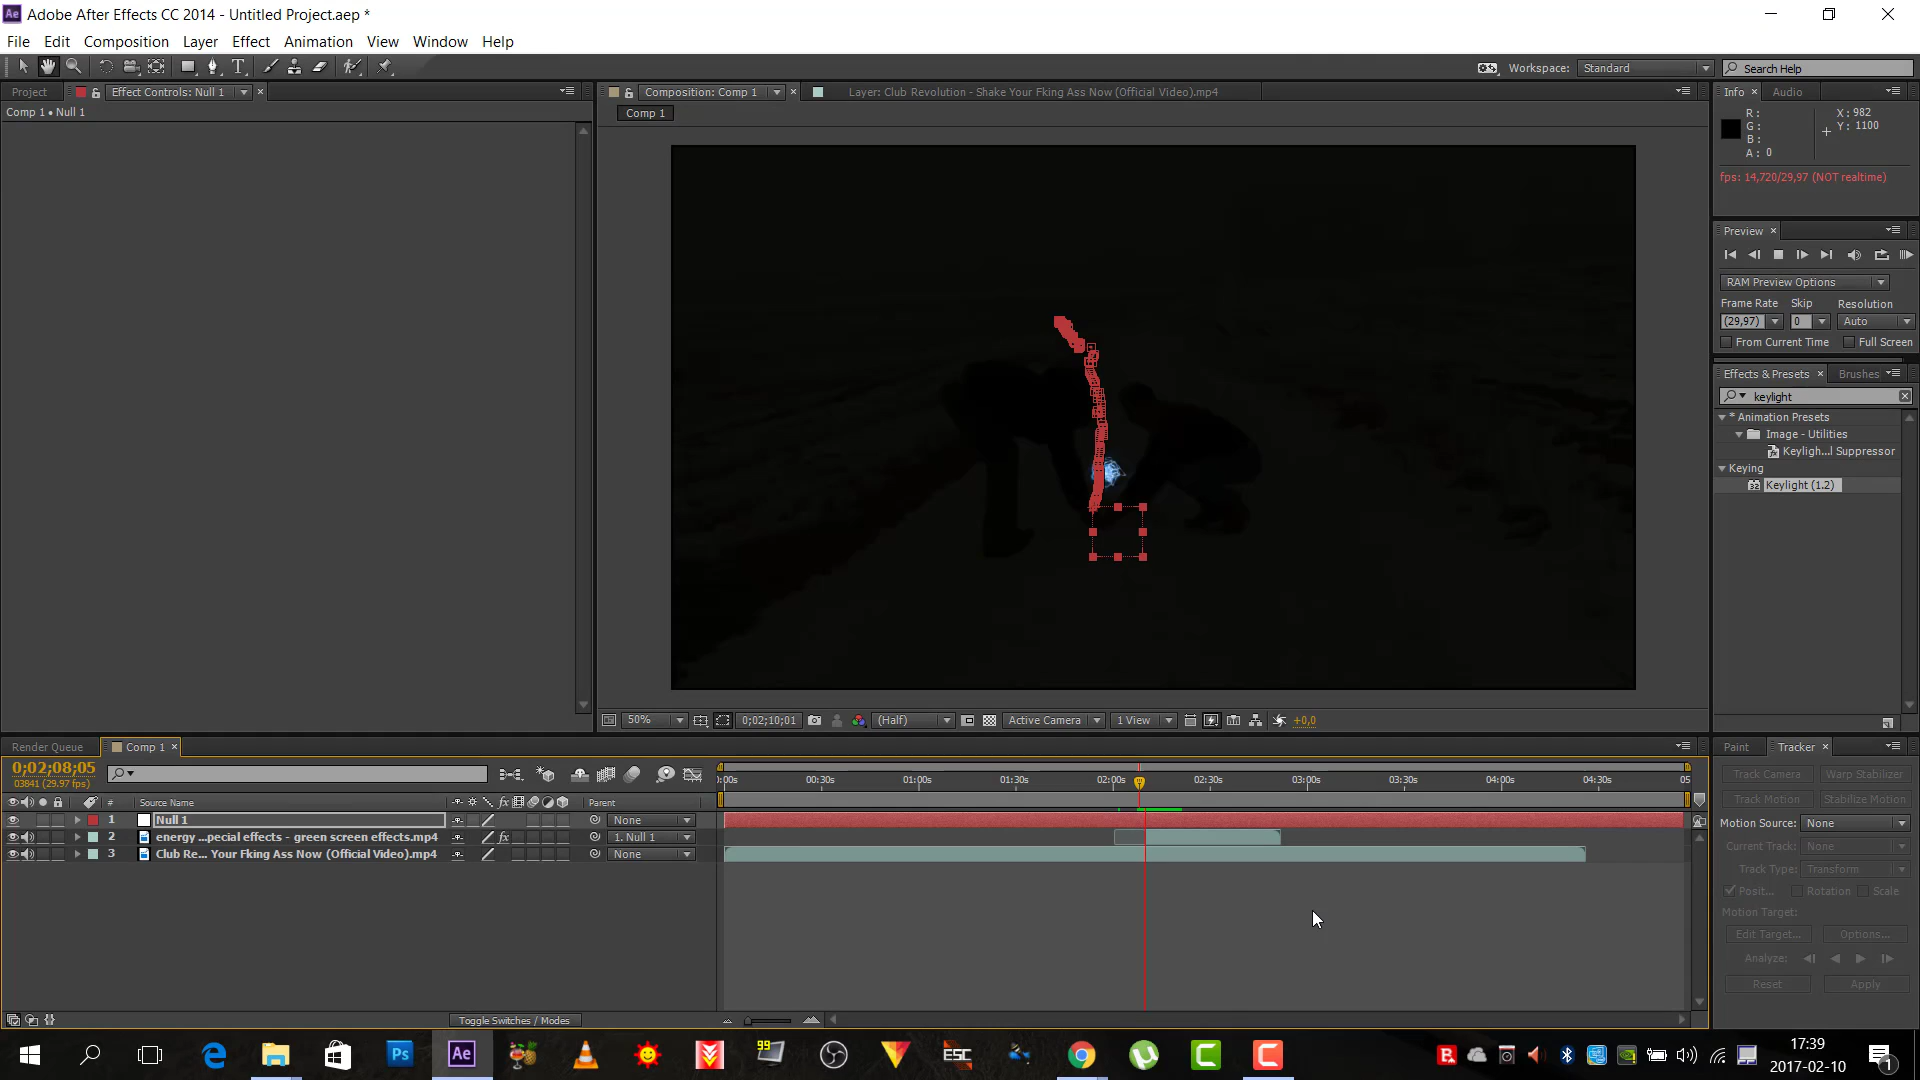 Adobe After Effects CC 2014 - Untitled Project.aep *
File Edit Composition Layer Effect Animation View Window Help
Workspace: Standard Search Help
Project Effect Controls: Null 1 Composition: Comp 1 Layer: Club Revolution - Shake Your Fking Ass Now (Official Video).mp4 Info Audio
Comp 1 • Null 1
Comp 1
R: X: 982
G: Y: 1100
B:
A: 0
fps: 14,720/29,97 (NOT realtime)
Preview
RAM Preview Options
Frame Rate Skip Resolution
(29,97) 0 Auto
From Current Time Full Screen
Effects & Presets Brushes
keylight
* Animation Presets
Image - Utilities
Keyligh...l Suppressor
Keying
Keylight (1.2)
50% 0;02;10;01 (Half) Active Camera 1 View +0,0
Render Queue Comp 1 Paint Tracker
0;02;08;05
03841 (29.97 fps)
:00s 00:30s 01:00s 01:30s 02:00s 02:30s 03:00s 03:30s 04:00s 04:30s 05
# Source Name Parent
1 Null 1 None
2 energy ...pecial effects - green screen effects.mp4 1. Null 1
3 Club Re... Your Fking Ass Now (Official Video).mp4 None
Track Camera Warp Stabilizer
Track Motion Stabilize Motion
Motion Source: None
Current Track: None
Track Type: Transform
Posit... Rotation Scale
Motion Target:
Edit Target... Options...
Analyze:
Reset Apply
Toggle Switches / Modes
Ps Ae 99 ESC
17:39
2017-02-10
1